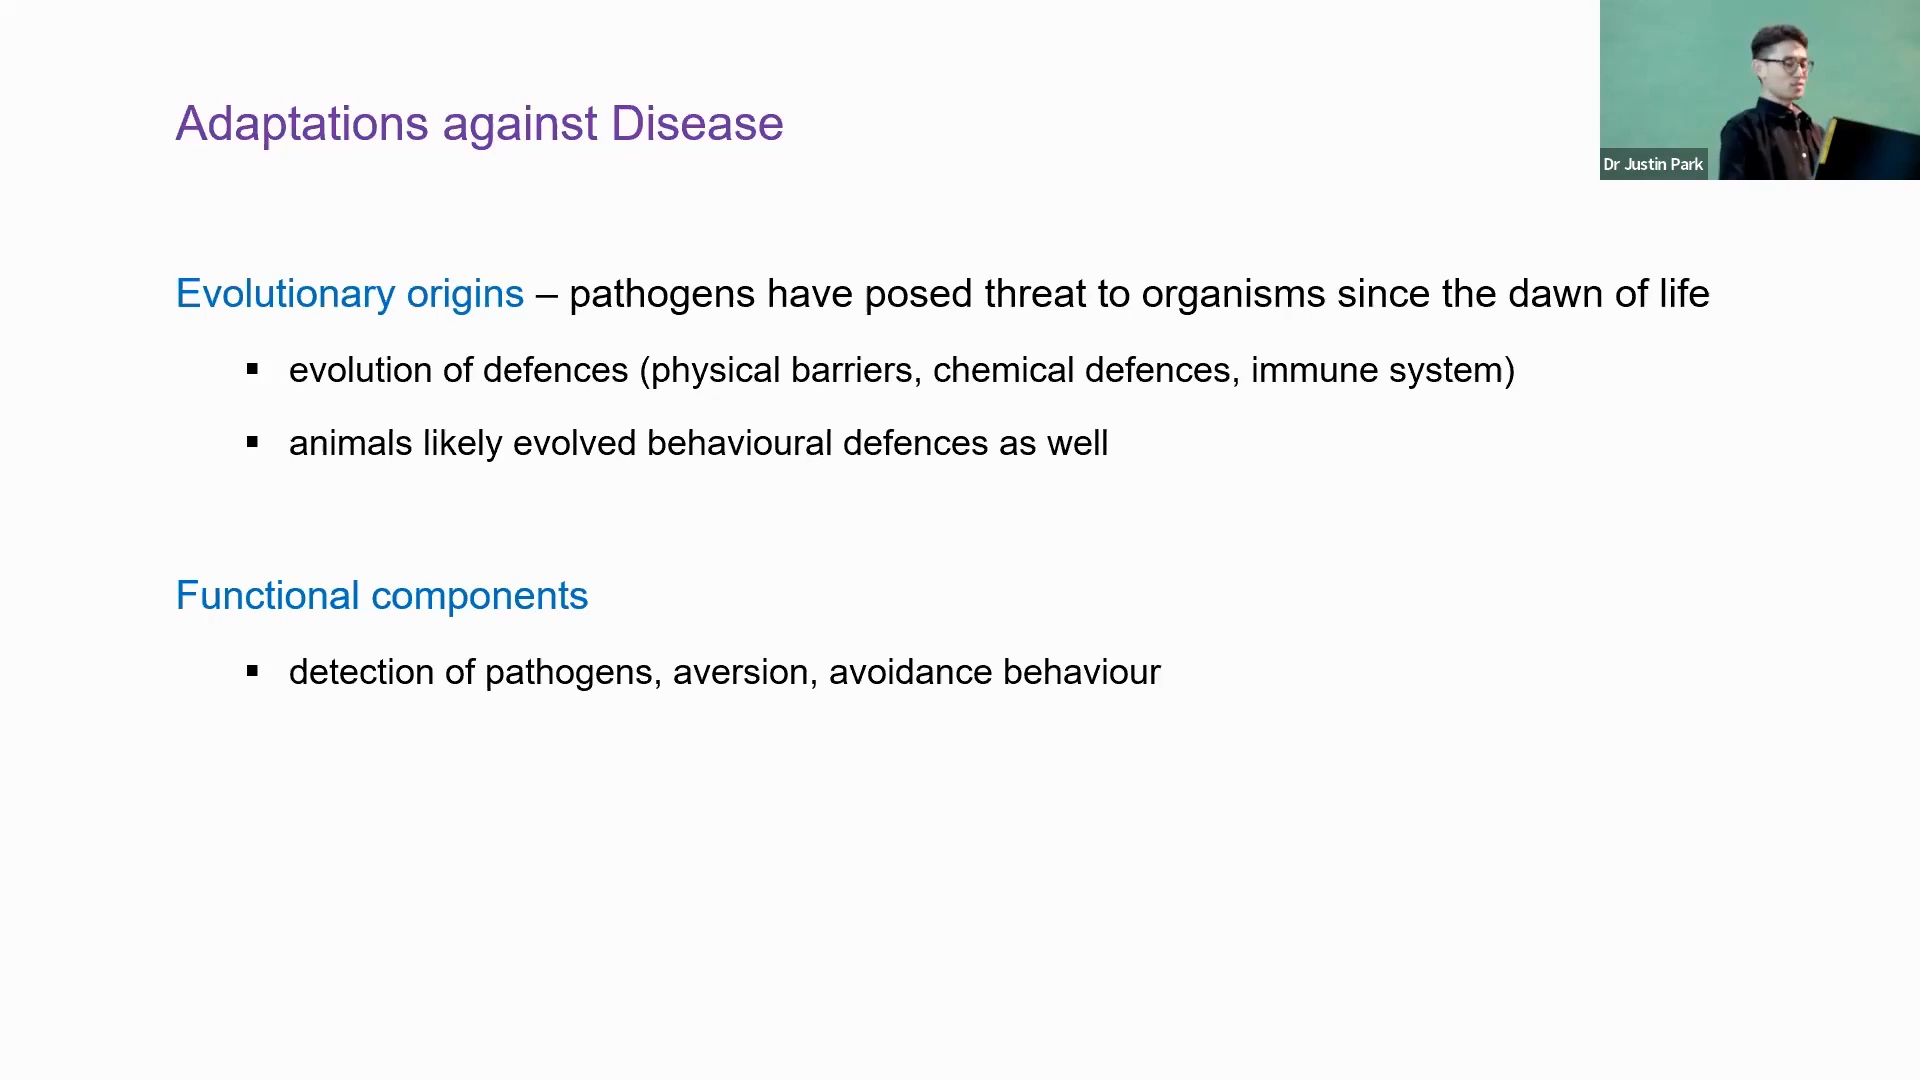 Adaptations against Disease
Dr Justin Park
Evolutionary origins – pathogens have posed threat to organisms since the dawn of life
▪ evolution of defences (physical barriers, chemical defences, immune system)
▪ animals likely evolved behavioural defences as well
Functional components
▪ detection of pathogens, aversion, avoidance behaviour